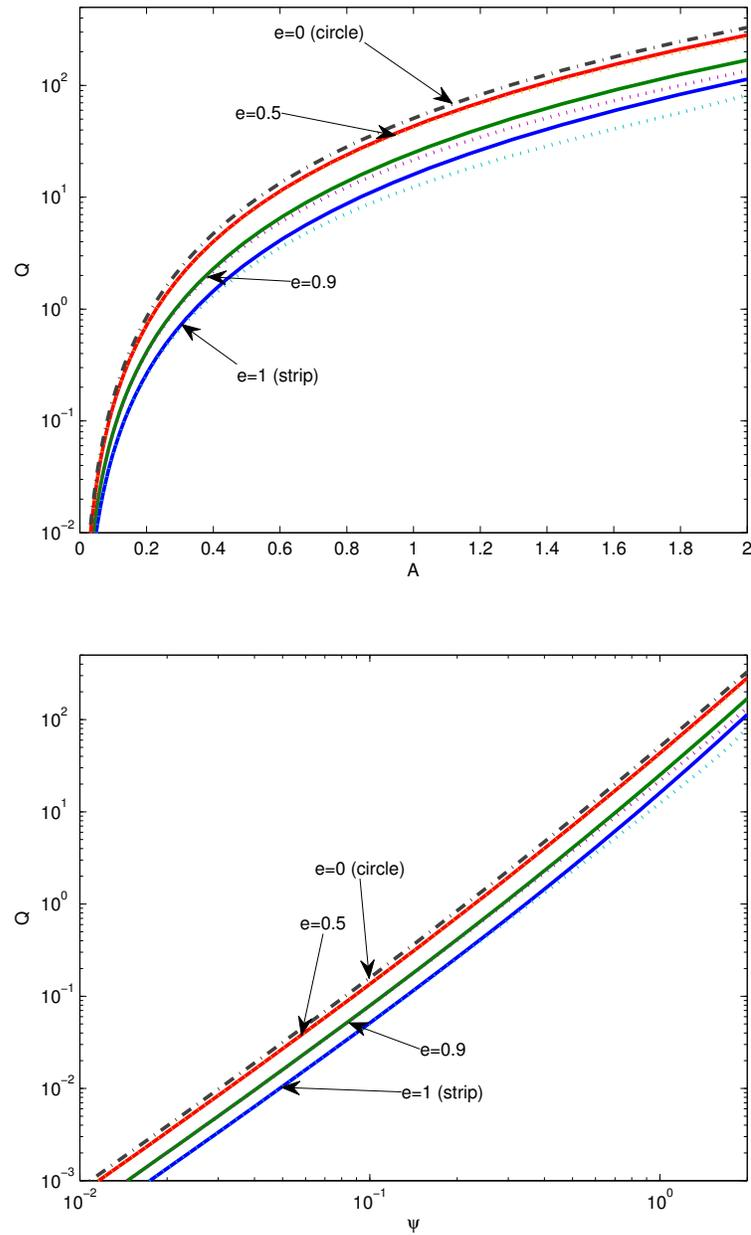 10^2
10^1
10^0
10^−1
10^−2
Q
e=0 (circle)
e=0.5
e=0.9
e=1 (strip)
0 0.2 0.4 0.6 0.8 1 1.2 1.4 1.6 1.8 2
A
10^2
10^1
10^0
10^−1
10^−2
10^−3
Q
e=0 (circle)
e=0.5
e=0.9
e=1 (strip)
10^−2 10^−1 10^0
ψ